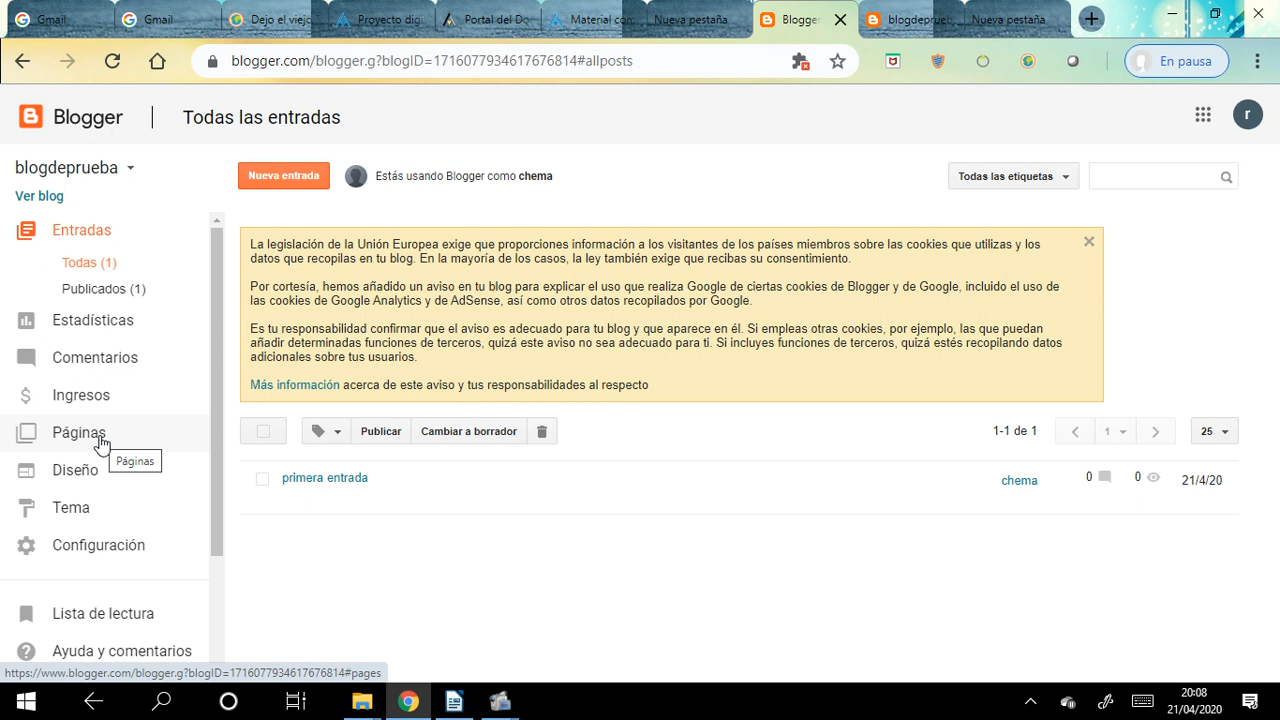 Gmail
Gmail
Dejo el viejo
Proyecto digi
Portal del Do
Material com
Nueva pestaña
Blogger
blogdeprueb
Nueva pestaña
blogger.com/blogger.g?blogID=1716077934617676814#allposts
En pausa
Blogger
Todas las entradas
r
blogdeprueba
Nueva entrada
Estás usando Blogger como chema
Todas las etiquetas
Ver blog
Entradas
Todas (1)
Publicados (1)
Estadísticas
Comentarios
Ingresos
Páginas
Páginas
Diseño
Tema
Configuración
Lista de lectura
Ayuda y comentarios
La legislación de la Unión Europea exige que proporciones información a los visitantes de los países miembros sobre las cookies que utilizas y los
datos que recopilas en tu blog. En la mayoría de los casos, la ley también exige que recibas su consentimiento.
Por cortesía, hemos añadido un aviso en tu blog para explicar el uso que realiza Google de ciertas cookies de Blogger y de Google, incluido el uso de
las cookies de Google Analytics y de AdSense, así como otros datos recopilados por Google.
Es tu responsabilidad confirmar que el aviso es adecuado para tu blog y que aparece en él. Si empleas otras cookies, por ejemplo, las que puedan
añadir determinadas funciones de terceros, quizá este aviso no sea adecuado para ti. Si incluyes funciones de terceros, quizá estés recopilando datos
adicionales sobre tus usuarios.
Más información acerca de este aviso y tus responsabilidades al respecto
Publicar
Cambiar a borrador
1-1 de 1
1
25
primera entrada
chema
0
0
21/4/20
https://www.blogger.com/blogger.g?blogID=1716077934617676814#pages
20:08
21/04/2020